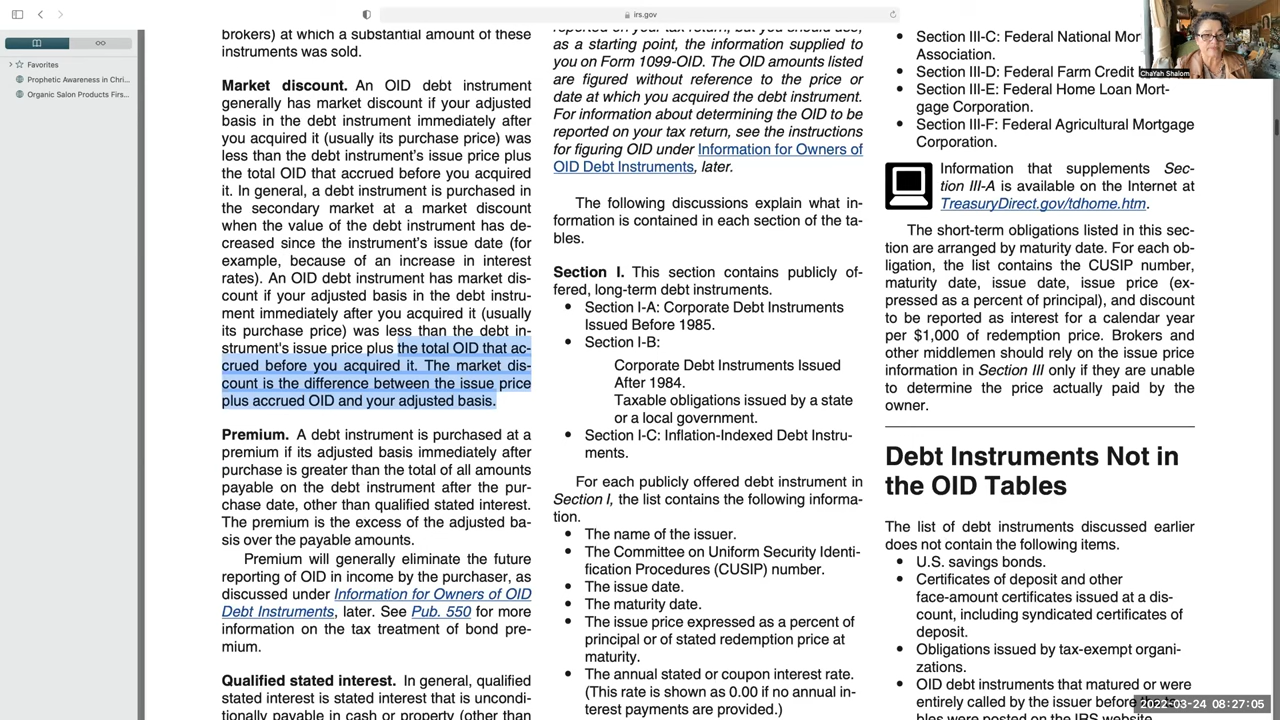 irs.gov
Favorites
Prophetic Awareness in Chri...
Organic Salon Products Firs...
brokers) at which a substantial amount of these
instruments was sold.
Market discount. An OID debt instrument
generally has market discount if your adjusted
basis in the debt instrument immediately after
you acquired it (usually its purchase price) was
less than the debt instrument's issue price plus
the total OID that accrued before you acquired
it. In general, a debt instrument is purchased in
the secondary market at a market discount
when the value of the debt instrument has de-
creased since the instrument's issue date (for
example, because of an increase in interest
rates). An OID debt instrument has market dis-
count if your adjusted basis in the debt instru-
ment immediately after you acquired it (usually
its purchase price) was less than the debt in-
strument's issue price plus the total OID that ac-
crued before you acquired it. The market dis-
count is the difference between the issue price
plus accrued OID and your adjusted basis.
Premium. A debt instrument is purchased at a
premium if its adjusted basis immediately after
purchase is greater than the total of all amounts
payable on the debt instrument after the pur-
chase date, other than qualified stated interest.
The premium is the excess of the adjusted ba-
sis over the payable amounts.
Premium will generally eliminate the future
reporting of OID in income by the purchaser, as
discussed under Information for Owners of OID
Debt Instruments, later. See Pub. 550 for more
information on the tax treatment of bond pre-
mium.
Qualified stated interest. In general, qualified
stated interest is stated interest that is uncondi-
tionally payable in cash or property (other than
reported on your tax return, but you should use,
as a starting point, the information supplied to
you on Form 1099-OID. The OID amounts listed
are figured without reference to the price or
date at which you acquired the debt instrument.
For information about determining the OID to be
reported on your tax return, see the instructions
for figuring OID under Information for Owners of
OID Debt Instruments, later.
The following discussions explain what in-
formation is contained in each section of the ta-
bles.
Section I. This section contains publicly of-
fered, long-term debt instruments.
• Section I-A: Corporate Debt Instruments
Issued Before 1985.
• Section I-B:
Corporate Debt Instruments Issued
After 1984.
Taxable obligations issued by a state
or a local government.
• Section I-C: Inflation-Indexed Debt Instru-
ments.
For each publicly offered debt instrument in
Section I, the list contains the following informa-
tion.
• The name of the issuer.
• The Committee on Uniform Security Identi-
fication Procedures (CUSIP) number.
• The issue date.
• The maturity date.
• The issue price expressed as a percent of
principal or of stated redemption price at
maturity.
• The annual stated or coupon interest rate.
(This rate is shown as 0.00 if no annual in-
terest payments are provided.)
• Section III-C: Federal National Mor
Association.
• Section III-D: Federal Farm Credit
• Section III-E: Federal Home Loan Mort-
gage Corporation.
• Section III-F: Federal Agricultural Mortgage
Corporation.
Information that supplements Sec-
tion III-A is available on the Internet at
TreasuryDirect.gov/tdhome.htm.
The short-term obligations listed in this sec-
tion are arranged by maturity date. For each ob-
ligation, the list contains the CUSIP number,
maturity date, issue date, issue price (ex-
pressed as a percent of principal), and discount
to be reported as interest for a calendar year
per $1,000 of redemption price. Brokers and
other middlemen should rely on the issue price
information in Section III only if they are unable
to determine the price actually paid by the
owner.
Debt Instruments Not in
the OID Tables
The list of debt instruments discussed earlier
does not contain the following items.
• U.S. savings bonds.
• Certificates of deposit and other
face-amount certificates issued at a dis-
count, including syndicated certificates of
deposit.
• Obligations issued by tax-exempt organi-
zations.
• OID debt instruments that matured or were
entirely called by the issuer before the ta-
bles were posted on the IRS website
ChaYah Shalom
2022-03-24 08:27:05